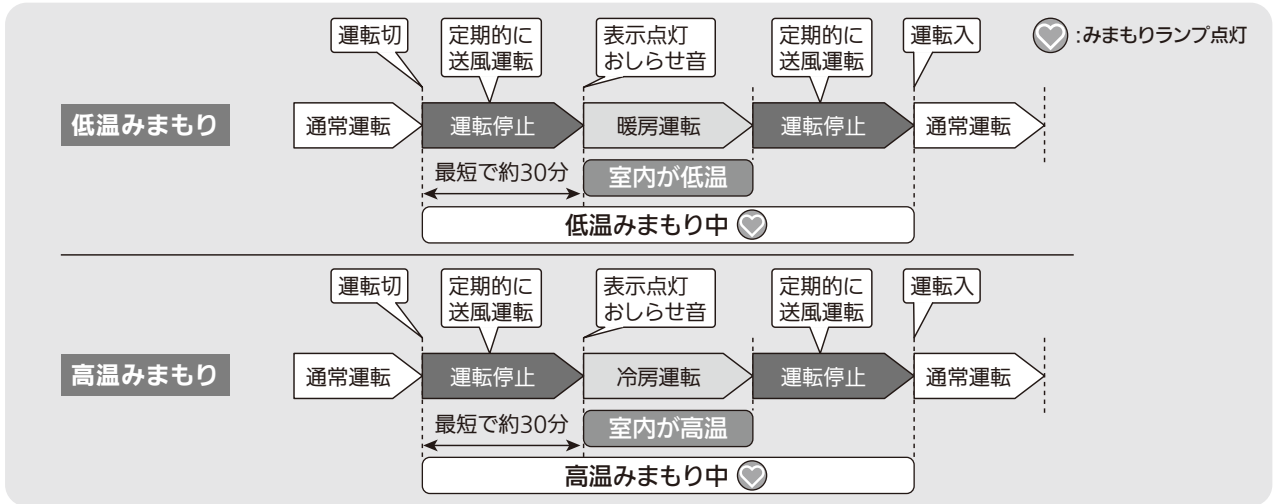 運転切
定期的に
送風運転
表示点灯
おしらせ音
定期的に
送風運転
運転入
:みまもりランプ点灯
低温みまもり
通常運転
運転停止
暖房運転
運転停止
通常運転
最短で約30分
室内が低温
低温みまもり中
運転切
定期的に
送風運転
表示点灯
おしらせ音
定期的に
送風運転
運転入
高温みまもり
通常運転
運転停止
冷房運転
運転停止
通常運転
最短で約30分
室内が高温
高温みまもり中